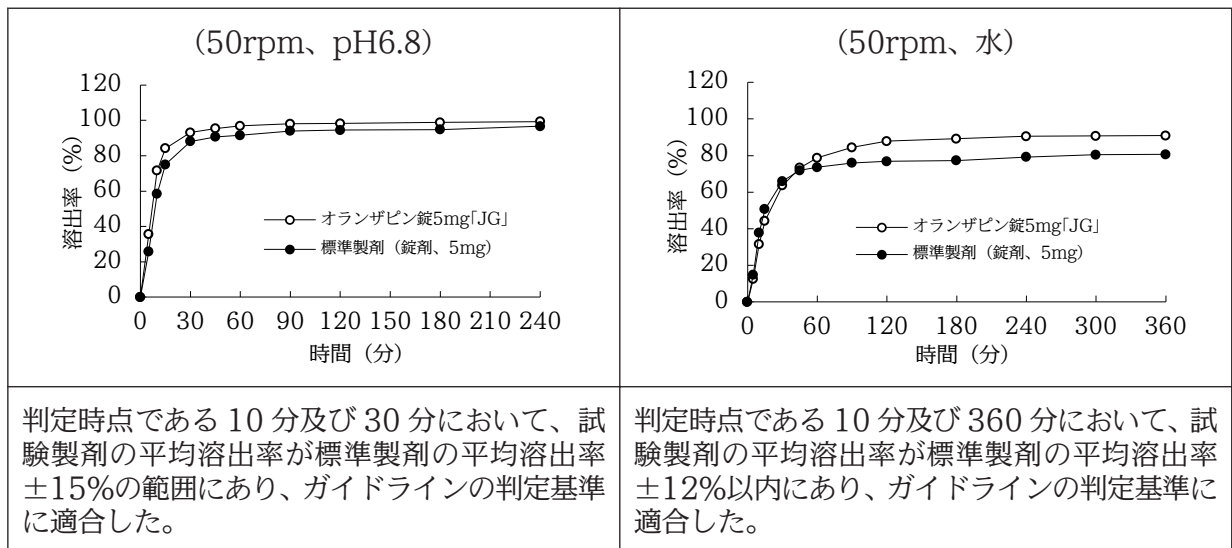 (50rpm、pH6.8)
120
100
80
60
40
20
0
溶出率 (%)
オランザピン錠5mg「JG」
標準製剤 (錠剤、5mg)
0 30 60 90 120 150 180 210 240
時間 (分)
判定時点である 10 分及び 30 分において、試
験製剤の平均溶出率が標準製剤の平均溶出率
±15%の範囲にあり、ガイドラインの判定基準
に適合した。
(50rpm、水)
120
100
80
60
40
20
0
溶出率 (%)
オランザピン錠5mg「JG」
標準製剤 (錠剤、5mg)
0 60 120 180 240 300 360
時間 (分)
判定時点である 10 分及び 360 分において、試
験製剤の平均溶出率が標準製剤の平均溶出率
±12%以内にあり、ガイドラインの判定基準に
適合した。